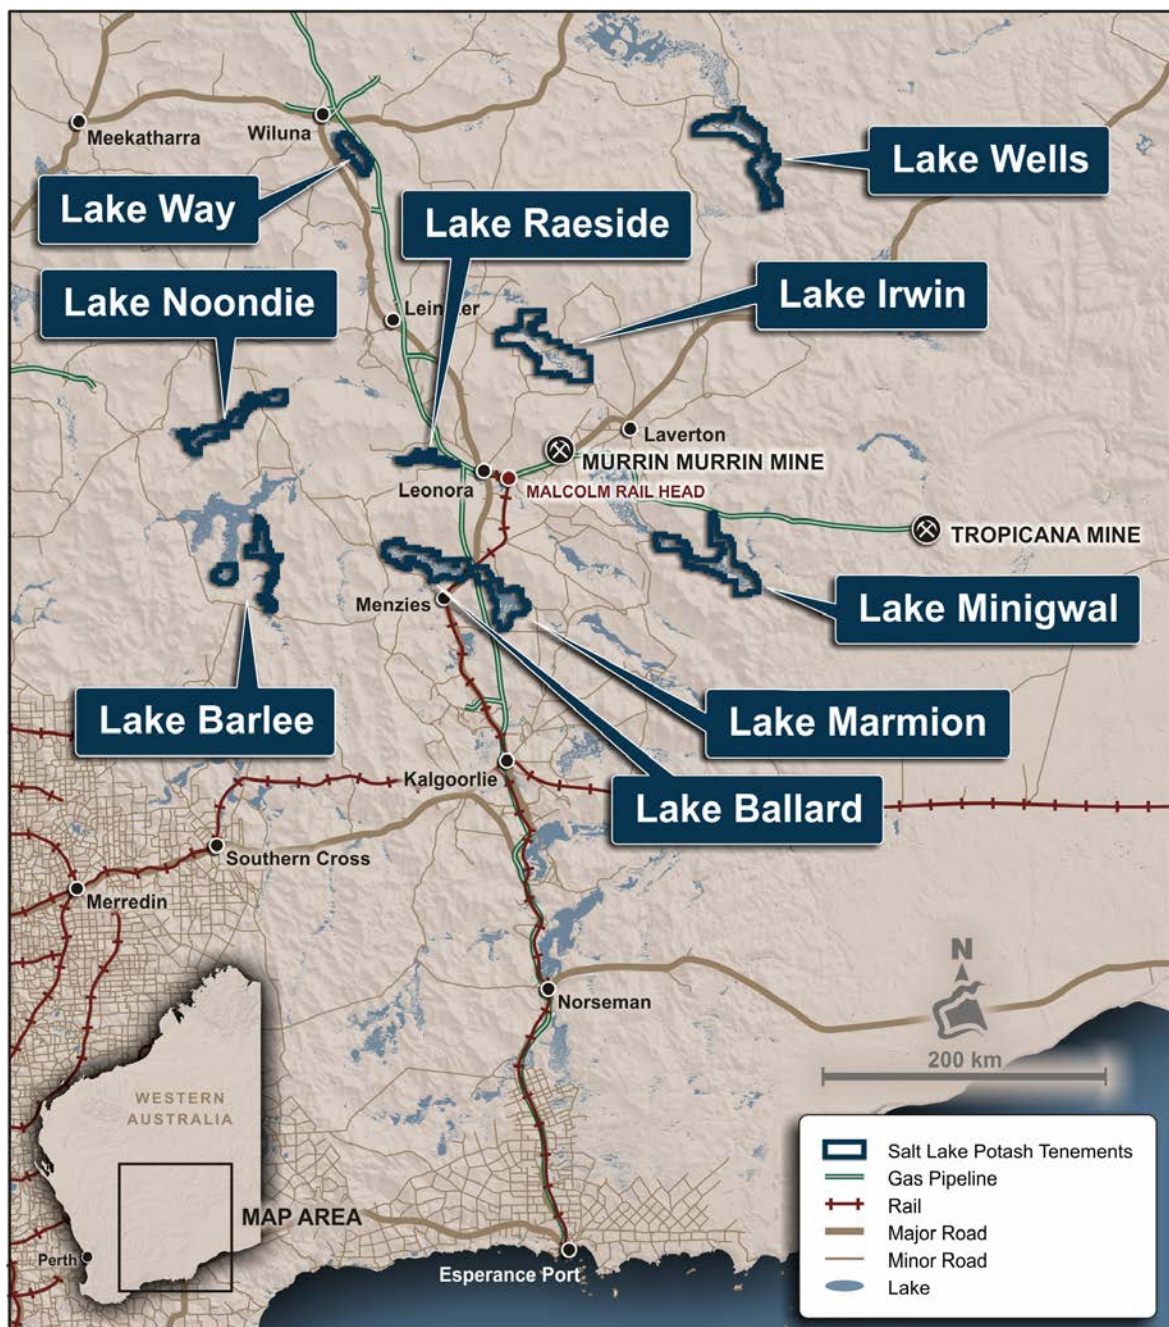 Meekatharra
Wiluna
Lake Wells
Lake Way
Lake Raeside
Lake Noondie
Lake Irwin
Leinster
Laverton
MURRIN MURRIN MINE
Leonora
MALCOLM RAIL HEAD
TROPICANA MINE
Menzies
Lake Minigwal
Lake Barlee
Lake Marmion
Kalgoorlie
Lake Ballard
Southern Cross
Merredin
N
Norseman
200 km
WESTERN
AUSTRALIA
MAP AREA
Perth
Esperance Port
Salt Lake Potash Tenements
Gas Pipeline
Rail
Major Road
Minor Road
Lake